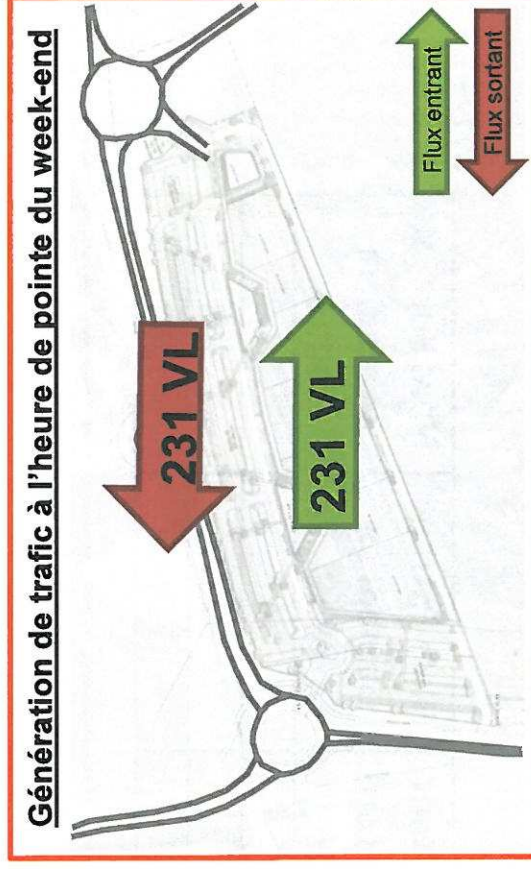 Génération de trafic à l'heure de pointe du week-end
231 VL
231 VL
Flux entrant
Flux sortant